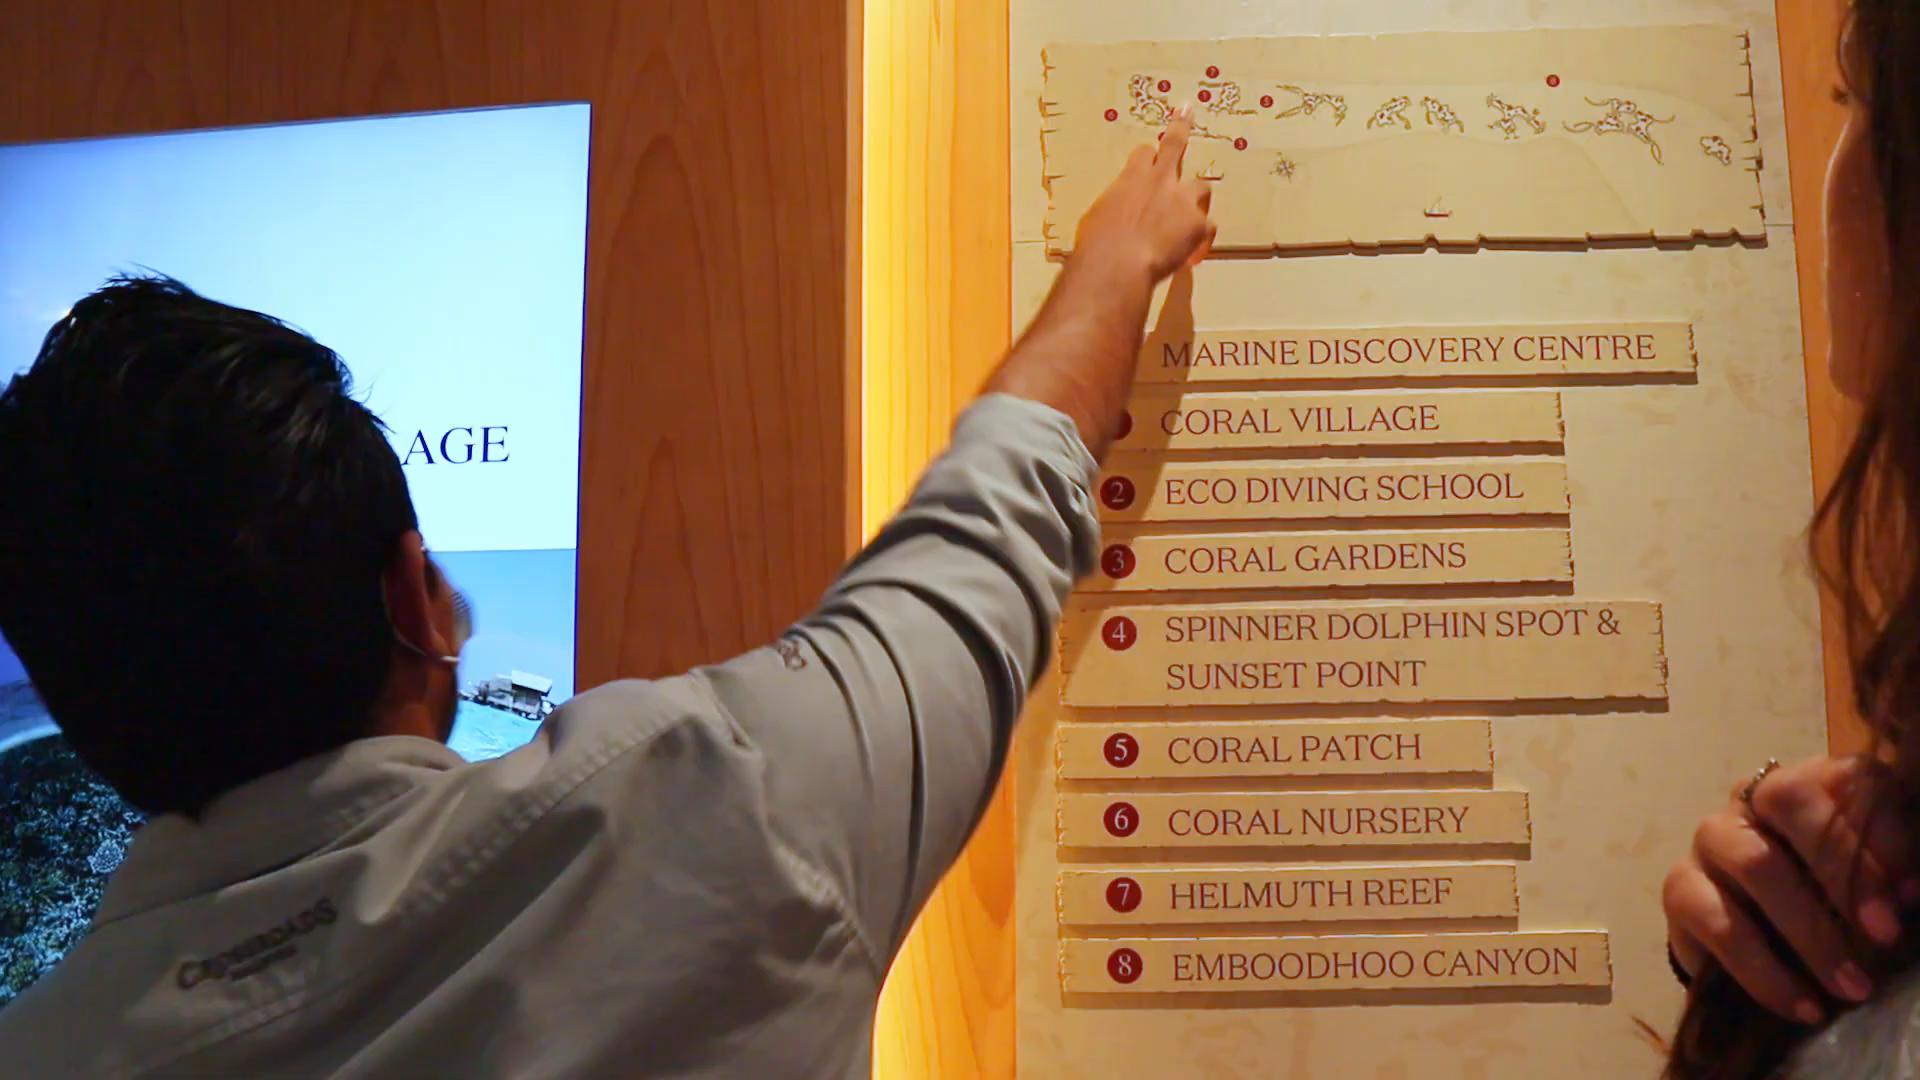 AGE
MARINE DISCOVERY CENTRE
CORAL VILLAGE
2 ECO DIVING SCHOOL
3 CORAL GARDENS
4 SPINNER DOLPHIN SPOT &
SUNSET POINT
5 CORAL PATCH
6 CORAL NURSERY
7 HELMUTH REEF
8 EMBOODHOO CANYON
CROSSROADS